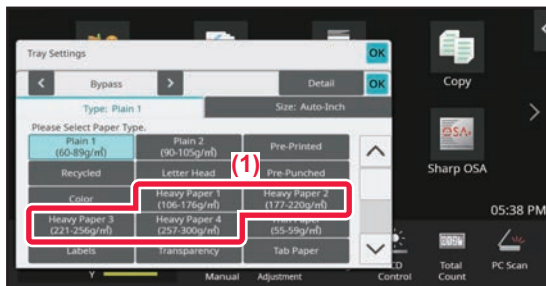 Tray Settings
OK
Bypass
Detail
OK
Type: Plain 1
Size: Auto-Inch
Please Select Paper Type.
Plain 1
(60-89g/㎡)
Plain 2
(90-105g/㎡)
Pre-Printed
Recycled
Letter Head
Pre-Punched
(1)
Color
Heavy Paper 1
(106-176g/㎡)
Heavy Paper 2
(177-220g/㎡)
Heavy Paper 3
(221-256g/㎡)
Heavy Paper 4
(257-300g/㎡)
Thin Paper
(55-59g/㎡)
Labels
Transparency
Tab Paper
Copy
OSA
Sharp OSA
05:38 PM
Y
Manual
Adjustment
Control
Total
Count
PC Scan